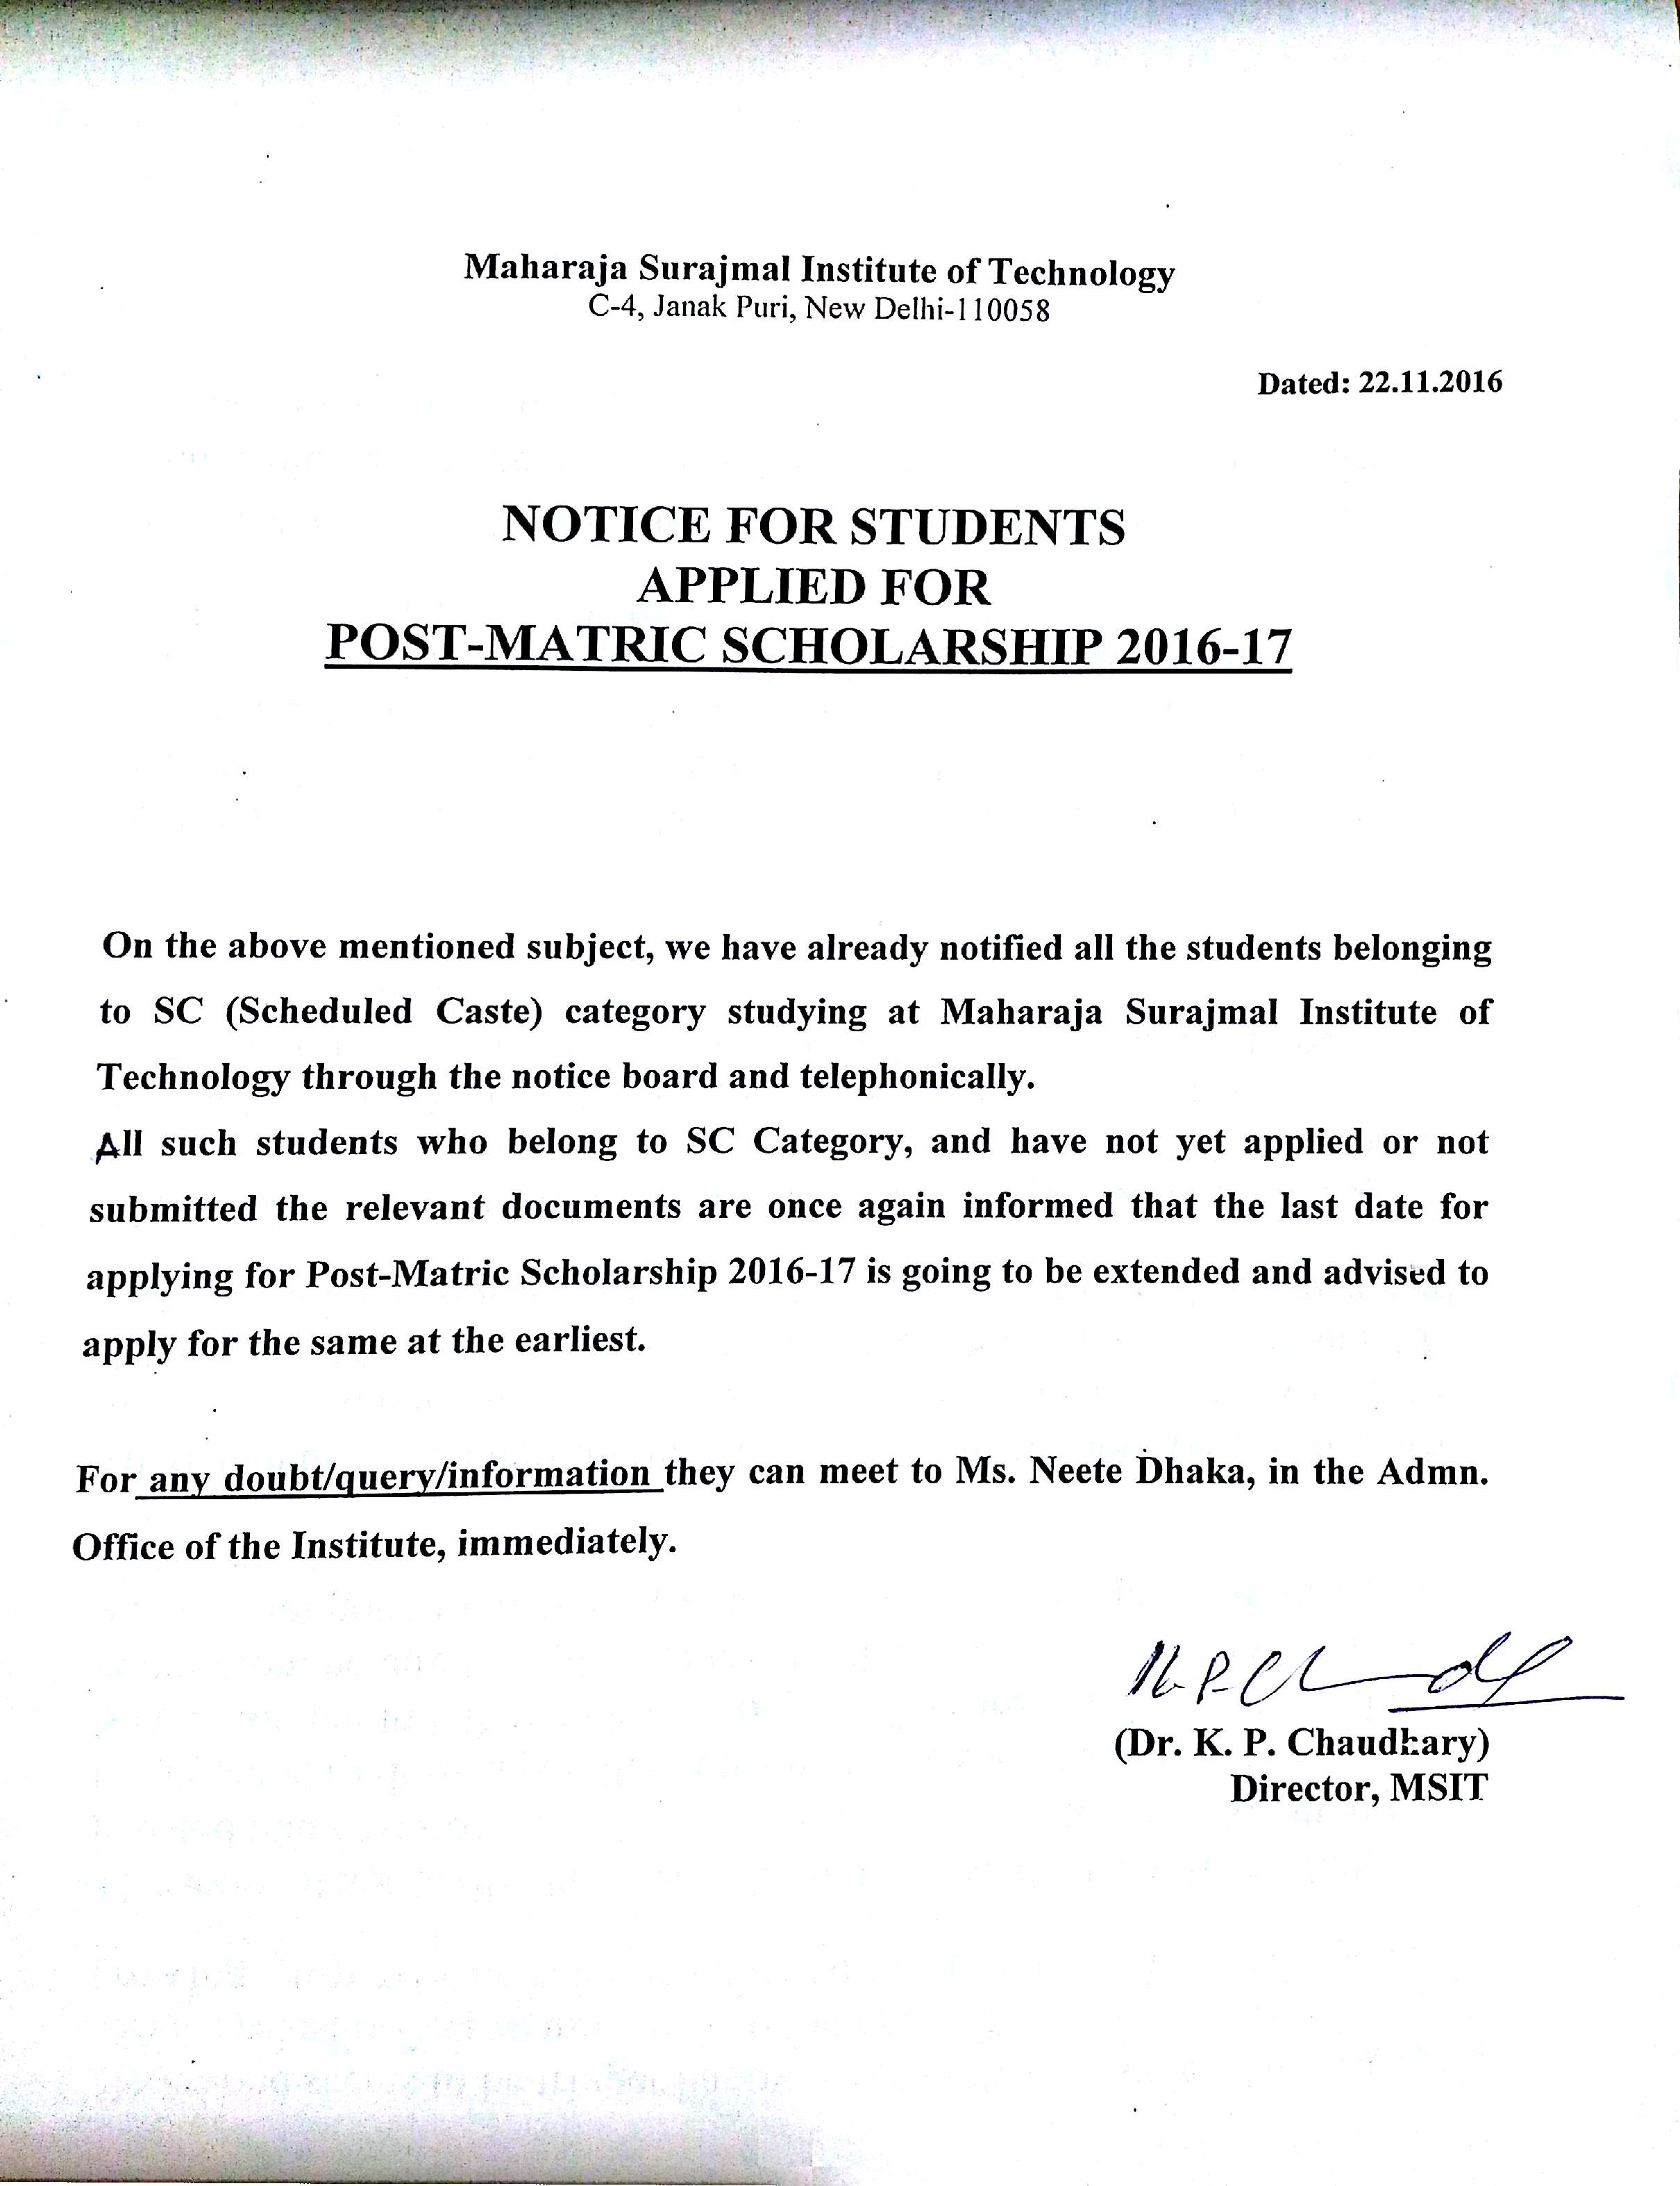 Maharaja Surajmal Institute of Technology
C-4, Janak Puri, New Delhi-110058
Dated: 22.11.2016
NOTICE FOR STUDENTS
APPLIED FOR
POST-MATRIC SCHOLARSHIP 2016-17
On the above mentioned subject, we have already notified all the students belonging
to SC (Scheduled Caste) category studying at Maharaja Surajmal Institute of
Technology through the notice board and telephonically.
All such students who belong to SC Category, and have not yet applied or not
submitted the relevant documents are once again informed that the last date for
applying for Post-Matric Scholarship 2016-17 is going to be extended and advised to
apply for the same at the earliest.
For any doubt/query/information they can meet to Ms. Neete Dhaka, in the Admn.
Office of the Institute, immediately.
(Dr. K. P. Chaudhary)
Director, MSIT